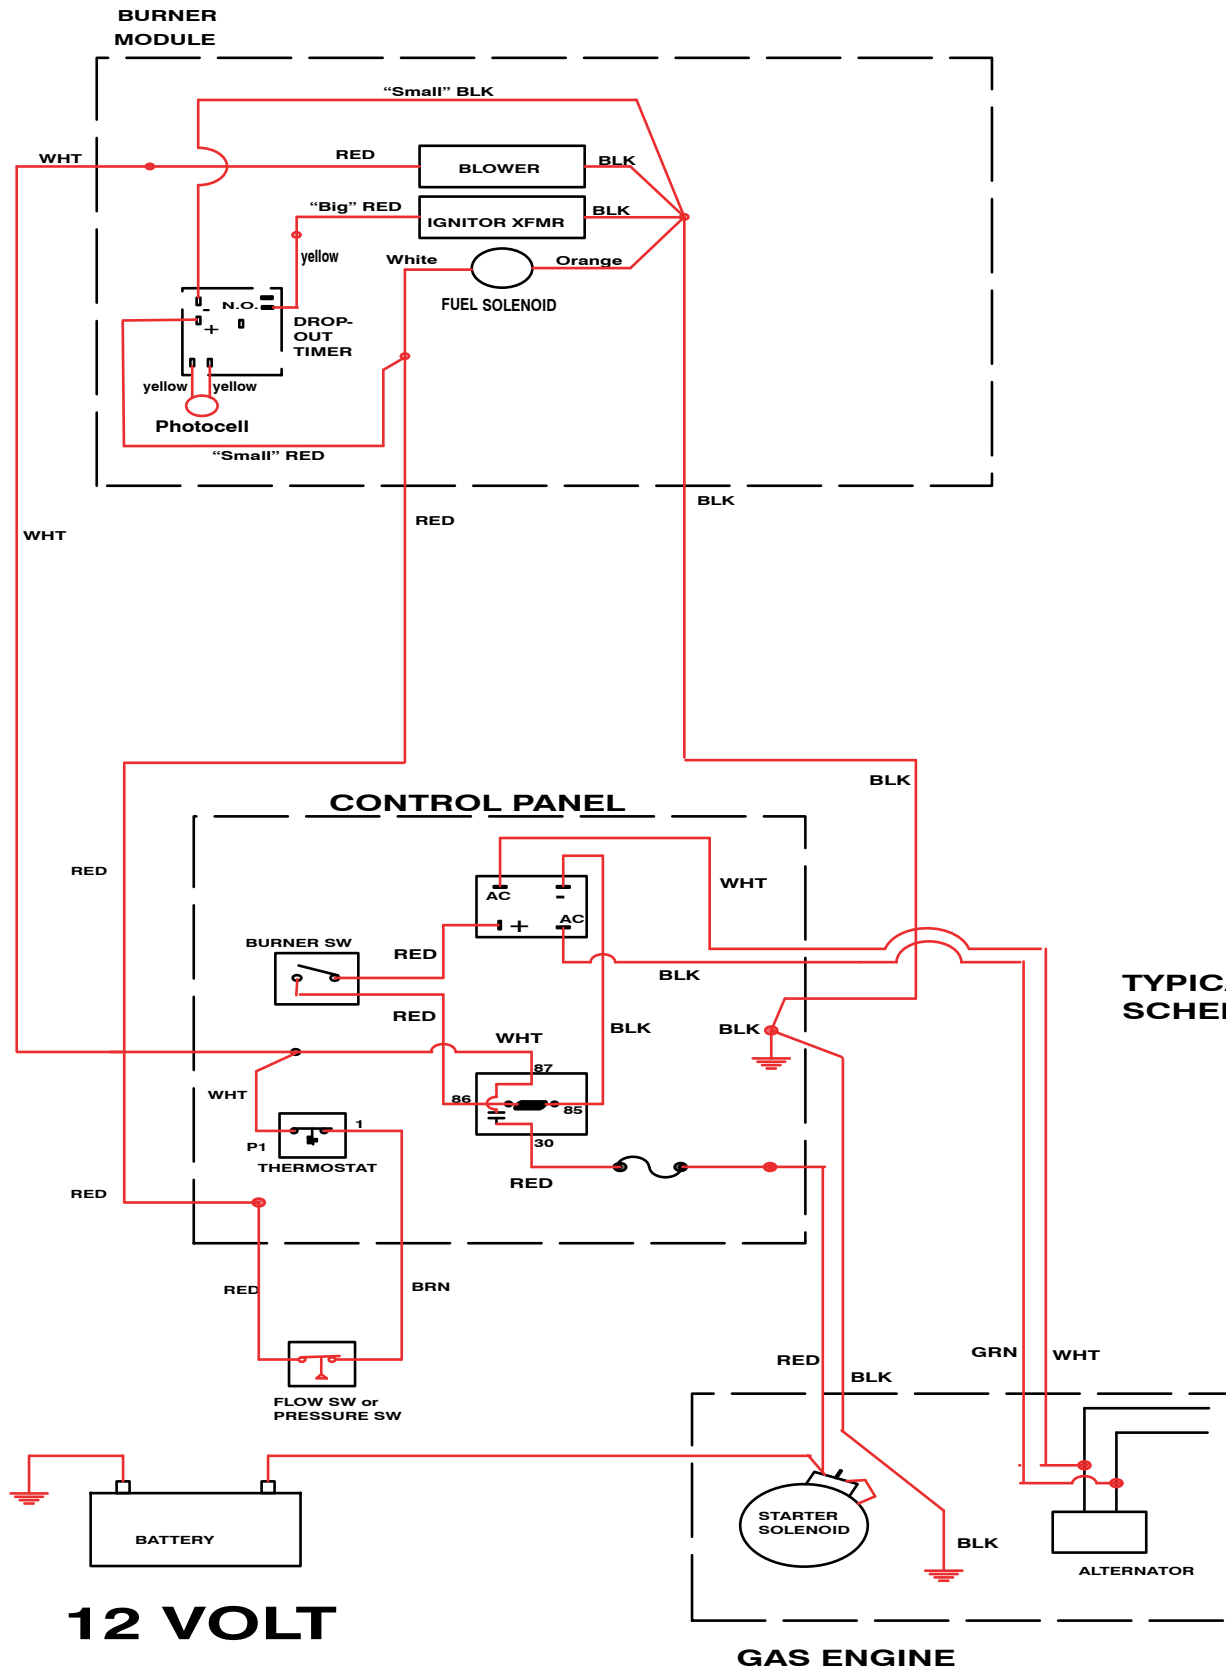 BURNER
MODULE
“Small” BLK
WHT
RED
BLOWER
BLK
“Big” RED
IGNITOR XFMR
BLK
yellow
White
Orange
N.O.
-
+
FUEL SOLENOID
DROP-
OUT
TIMER
yellow
yellow
Photocell
“Small” RED
BLK
RED
WHT
BLK
CONTROL PANEL
RED
WHT
AC
-
+
AC
BURNER SW
RED
BLK
TYPICA
SCHEM
RED
BLK
BLK
WHT
87
WHT
86
85
P1
1
30
THERMOSTAT
RED
RED
RED
BRN
GRN
WHT
RED
BLK
FLOW SW or
PRESSURE SW
STARTER
SOLENOID
BATTERY
BLK
ALTERNATOR
12 VOLT
GAS ENGINE